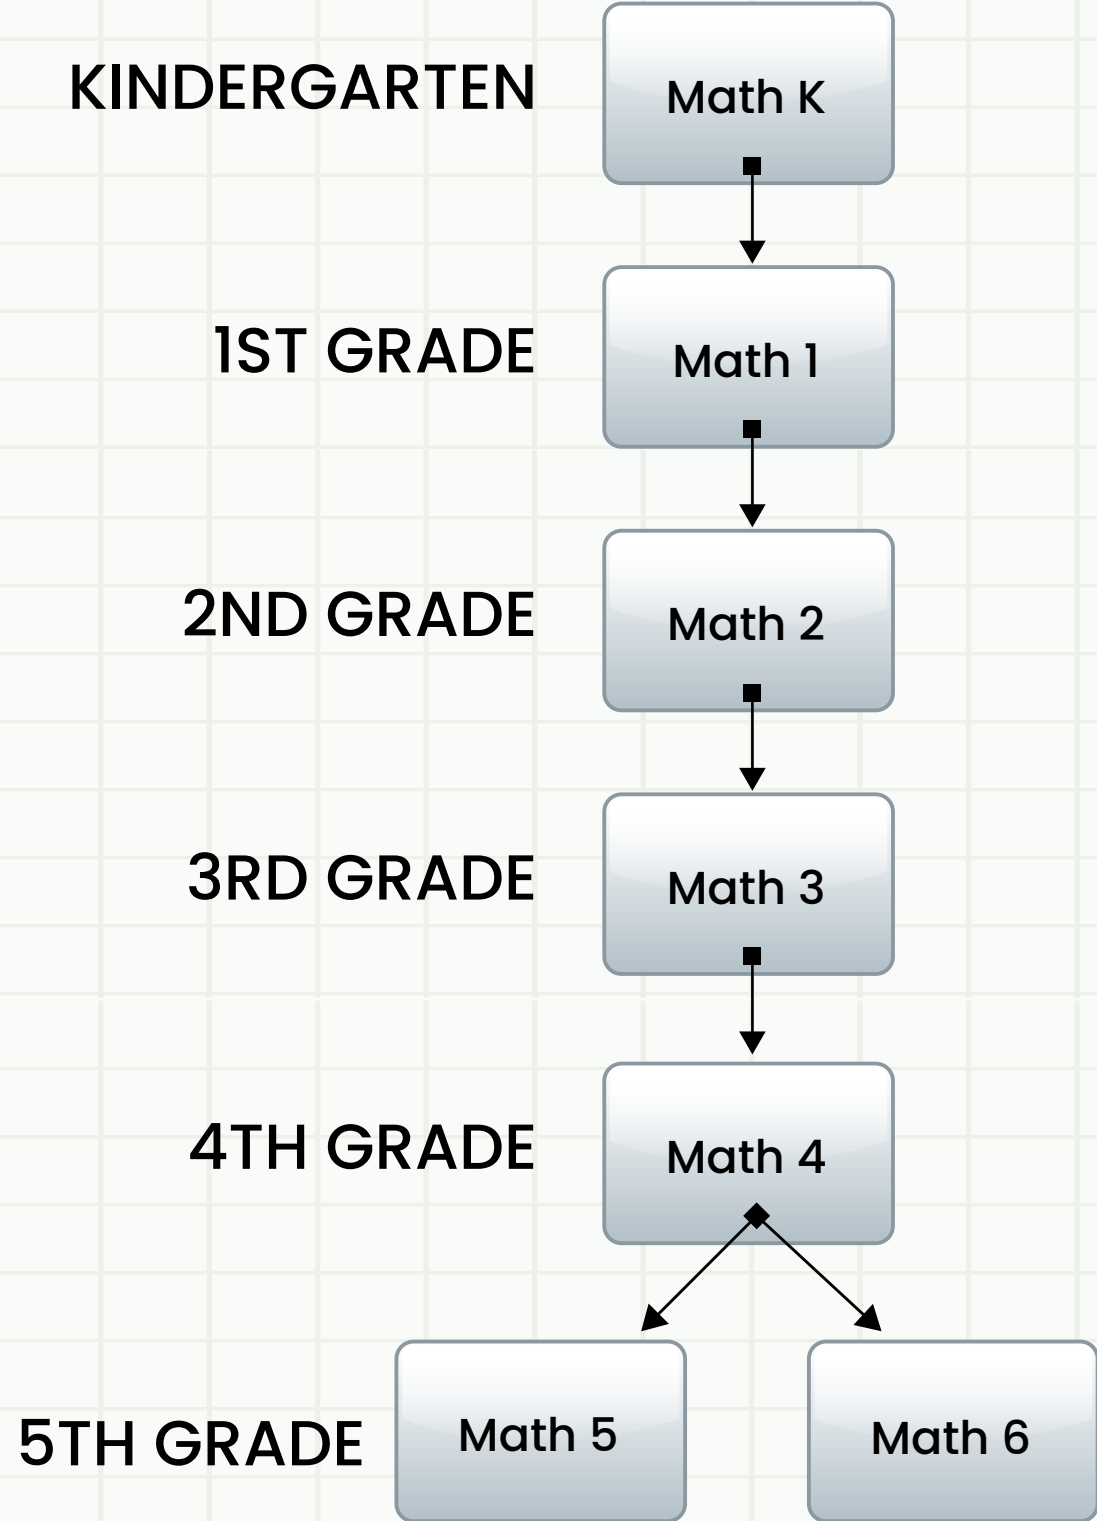 KINDERGARTEN
Math K
1ST GRADE
Math 1
2ND GRADE
Math 2
3RD GRADE
Math 3
4TH GRADE
Math 4
5TH GRADE
Math 5
Math 6